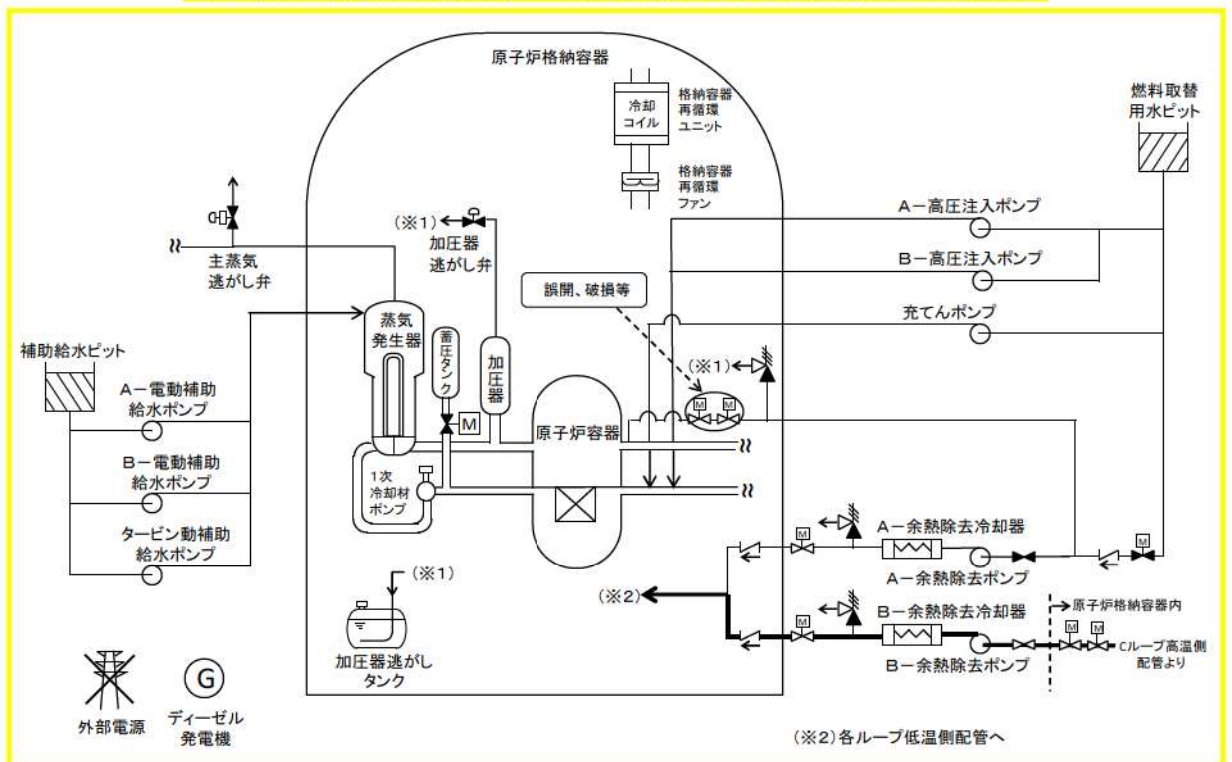 原子炉格納容器
冷却
コイル
格納容器
再循環
ユニット
格納容器
再循環
ファン
燃料取替
用水ピット
(※1)
加圧器
逃がし弁
主蒸気
逃がし弁
A-高圧注入ポンプ
B-高圧注入ポンプ
充てんポンプ
誤開、破損等
(※1)
M
M
蒸気
発生器
蓄圧タンク
加圧器
M
原子炉容器
1次
冷却材
ポンプ
補助給水ピット
A-電動補助
給水ポンプ
B-電動補助
給水ポンプ
タービン動補助
給水ポンプ
M
A-余熱除去冷却器
A-余熱除去ポンプ
M
(※1)
(※2)
M
B-余熱除去冷却器
B-余熱除去ポンプ
原子炉格納容器内
M
M
Cループ高温側
配管より
加圧器逃がし
タンク
外部電源
G
ディーゼル
発電機
(※2)各ループ低温側配管へ